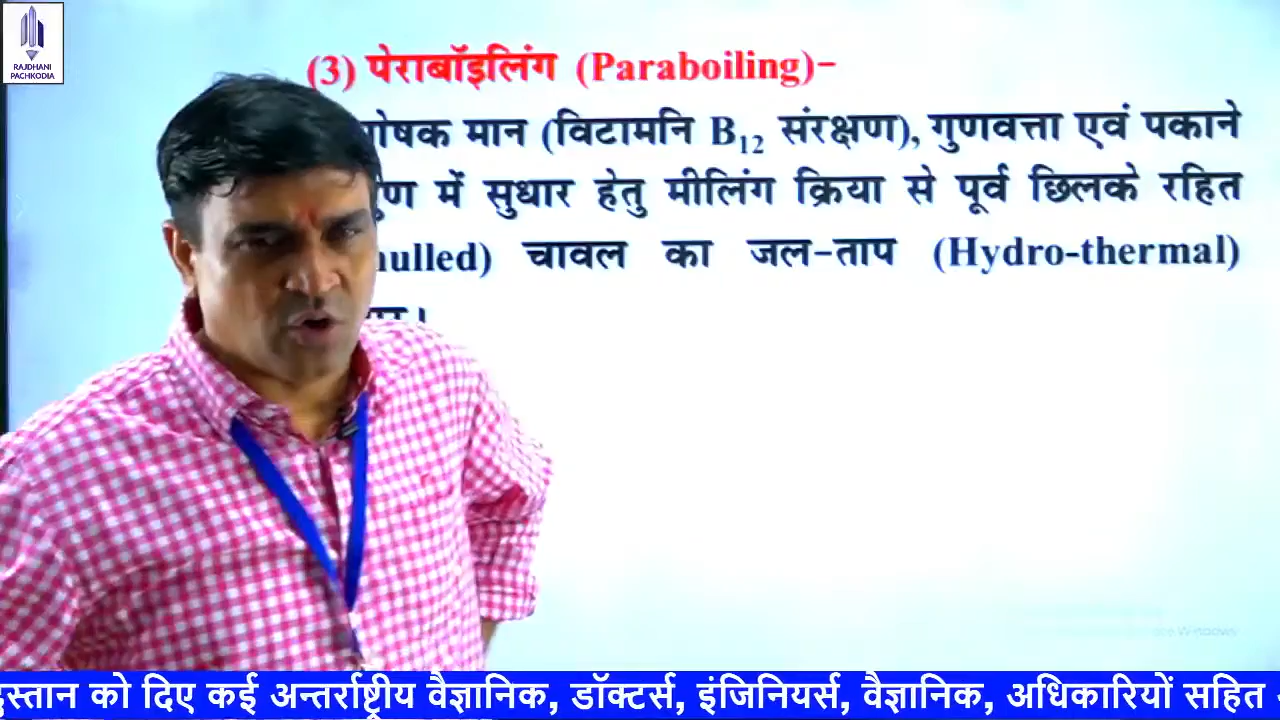 RAJDHANI
PACHKODIA
(3) पेराबॉइलिंग (Paraboiling)-
पोषक मान (विटामनि B₁₂ संरक्षण), गुणवत्ता एवं पकाने
में सुधार हेतु मीलिंग क्रिया से पूर्व छिलके रहित
hulled) चावल का जल-ताप (Hydro-thermal)
को दिए कई अन्तर्राष्ट्रीय वैज्ञानिक, डॉक्टर्स, इंजिनियर्स, वैज्ञानिक, अधिकारियों सहित